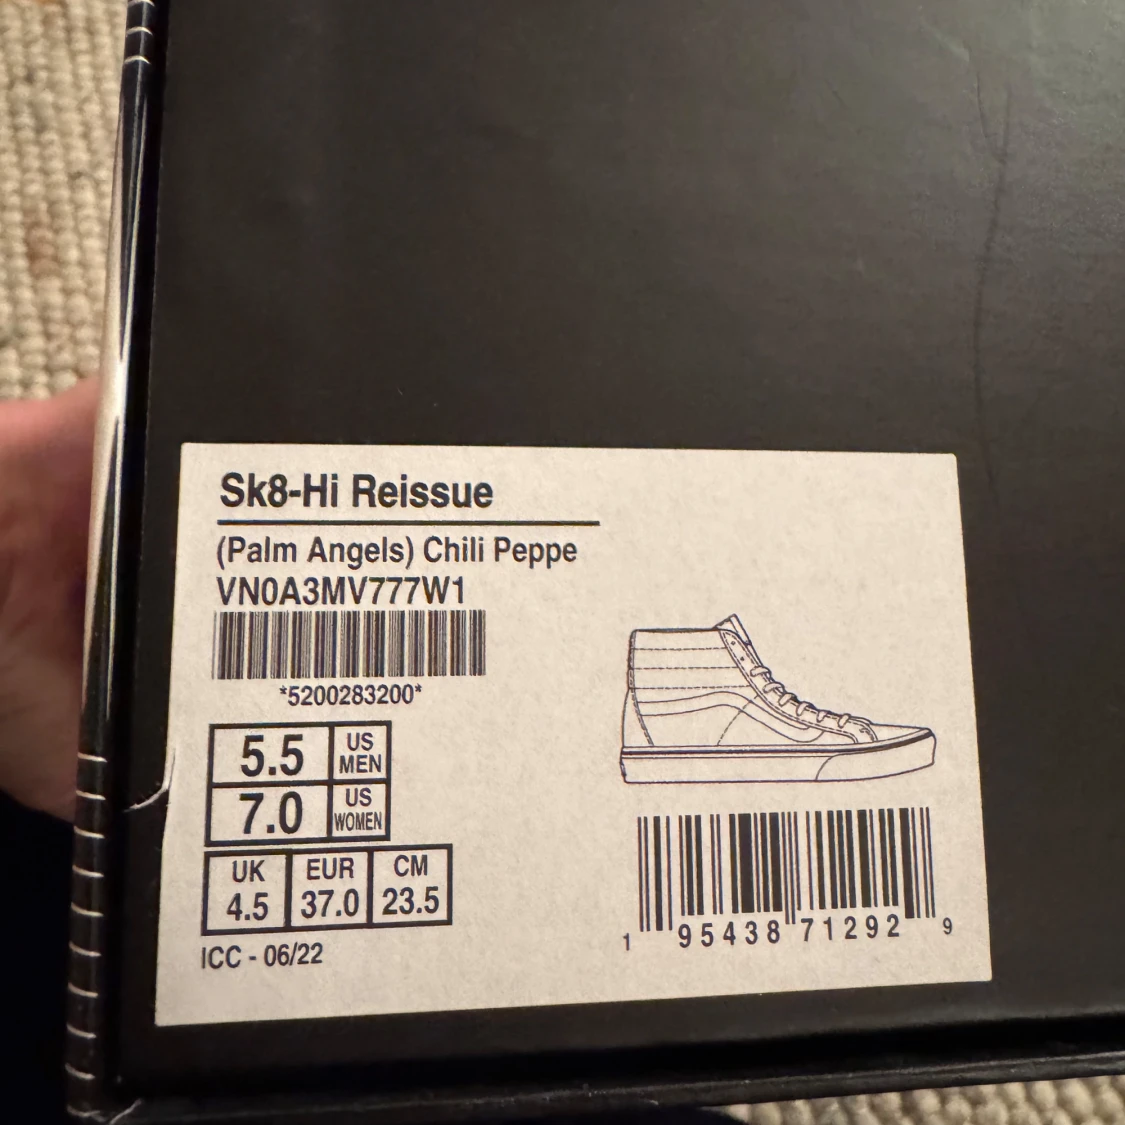 Sk8-Hi Reissue
(Palm Angels) Chili Peppe
VN0A3MV777W1
*5200283200*
5.5 US MEN
7.0 US WOMEN
UK EUR CM
4.5 37.0 23.5
ICC - 06/22
1 95438 71292 9